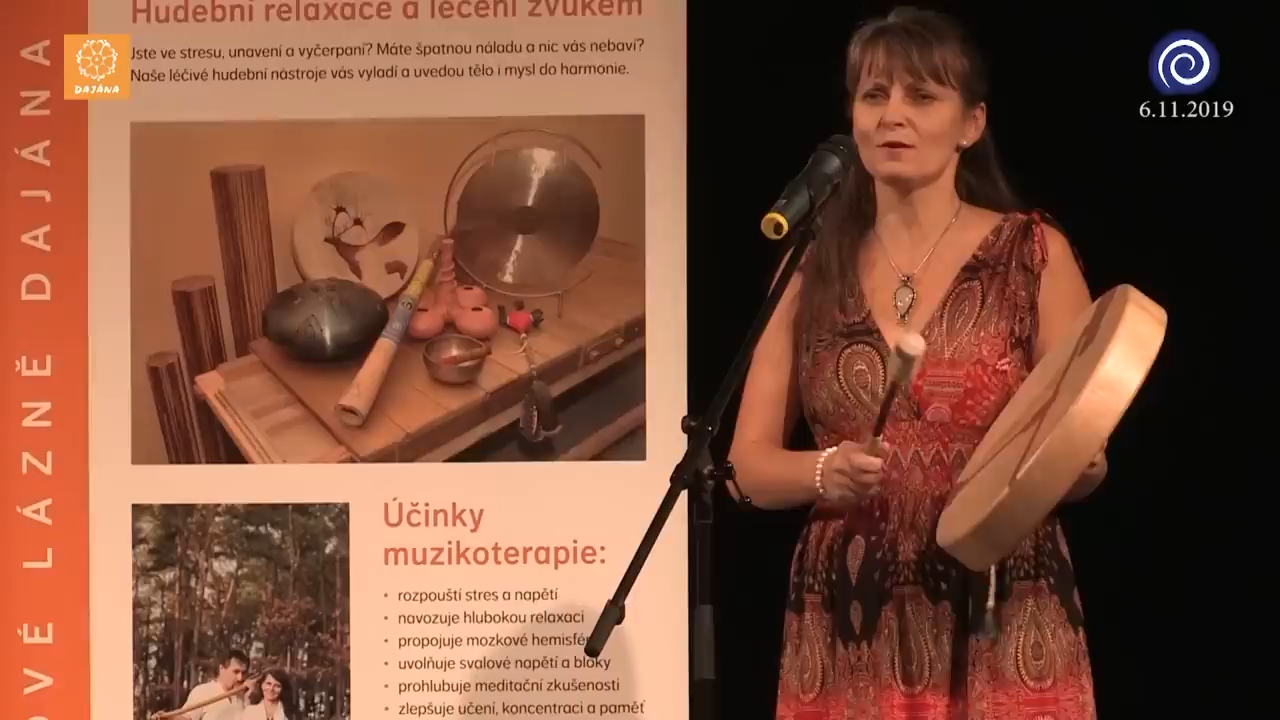 Hudební relaxace a léčení zvukem
Jste ve stresu, unavení a vyčerpaní? Máte špatnou náladu a nic vás nebaví?
Naše léčivé hudební nástroje vás vyladí a uvedou tělo i mysl do harmonie.
DAJÁNA
6.11.2019
OVÉ LÁZNĚ DAJÁNA
Účinky
muzikoterapie:
• rozpouští stres a napětí
• navozuje hlubokou relaxaci
• propojuje mozkové hemisfér
• uvolňuje svalové napětí a bloky
• prohlubuje meditační zkušenosti
• zlepšuje učení, koncentraci a paměť